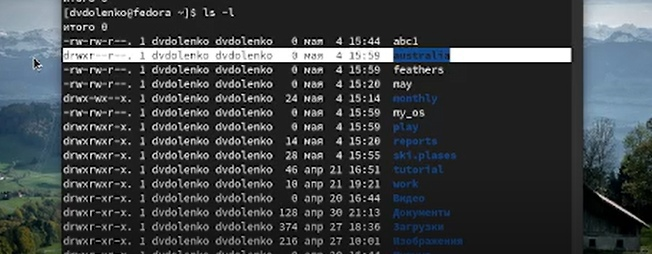 итого 0
[dvdolenko@fedora ~]$ ls -l
итого 0
-rw-rw-r--. 1 dvdolenko dvdolenko 0 мая 4 15:44 abc1
drwxr--r--. 1 dvdolenko dvdolenko 0 мая 4 15:59 australia
-rw-rw-r--. 1 dvdolenko dvdolenko 0 мая 4 15:59 feathers
-rw-rw-r--. 1 dvdolenko dvdolenko 0 мая 4 15:20 may
drwx-wx--x. 1 dvdolenko dvdolenko 24 мая 4 15:14 monthly
-rw-rw-r--. 1 dvdolenko dvdolenko 0 мая 4 15:59 my_os
drwxrwxr-x. 1 dvdolenko dvdolenko 0 мая 4 15:59 play
drwxrwxr-x. 1 dvdolenko dvdolenko 14 мая 4 15:20 reports
drwxrwxr-x. 1 dvdolenko dvdolenko 28 мая 4 15:55 ski.plases
drwxrwxr-x. 1 dvdolenko dvdolenko 46 апр 21 16:51 tutorial
drwxrwxr-x. 1 dvdolenko dvdolenko 10 апр 21 19:21 work
drwxr-xr-x. 1 dvdolenko dvdolenko 0 апр 20 16:44 Видео
drwxr-xr-x. 1 dvdolenko dvdolenko 128 апр 30 21:13 Документы
drwxr-xr-x. 1 dvdolenko dvdolenko 374 апр 27 18:36 Загрузки
drwxr-xr-x. 1 dvdolenko dvdolenko 216 апр 27 10:01 Изображения